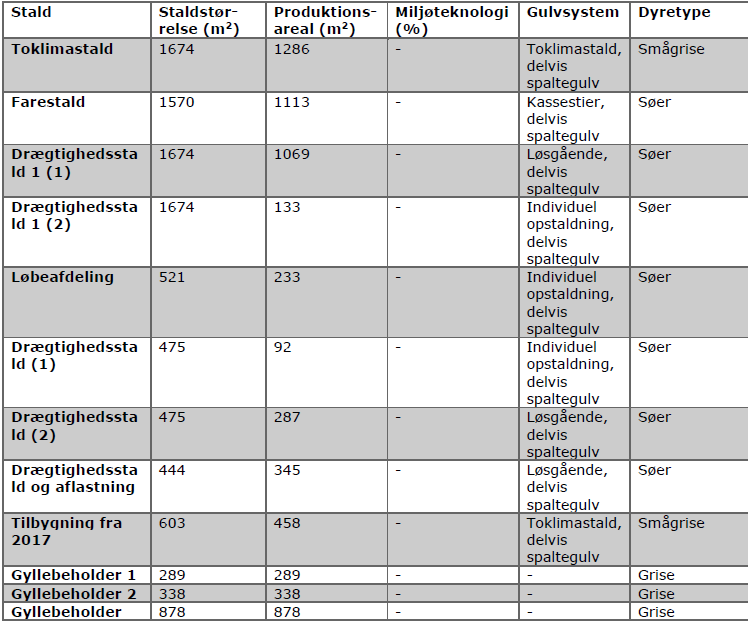 Stald Staldstør- Produktions- Miljøteknologi Gulvsystem Dyretype
relse (m²) areal (m²) (%)
Toklimastald 1674 1286 - Toklimastald, Smågrise
delvis
spaltegulv
Farestald 1570 1113 - Kassestier, Søer
delvis
spaltegulv
Drægtighedssta 1674 1069 - Løsgående, Søer
ld 1 (1) delvis
spaltegulv
Drægtighedssta 1674 133 - Individuel Søer
ld 1 (2) opstaldning,
delvis
spaltegulv
Løbeafdeling 521 233 - Individuel Søer
opstaldning,
delvis
spaltegulv
Drægtighedssta 475 92 - Individuel Søer
ld (1) opstaldning,
delvis
spaltegulv
Drægtighedssta 475 287 - Løsgående, Søer
ld (2) delvis
spaltegulv
Drægtighedssta 444 345 - Løsgående, Søer
ld og aflastning delvis
spaltegulv
Tilbygning fra 603 458 - Toklimastald, Smågrise
2017 delvis
spaltegulv
Gyllebeholder 1 289 289 - - Grise
Gyllebeholder 2 338 338 - - Grise
Gyllebeholder 878 878 - - Grise